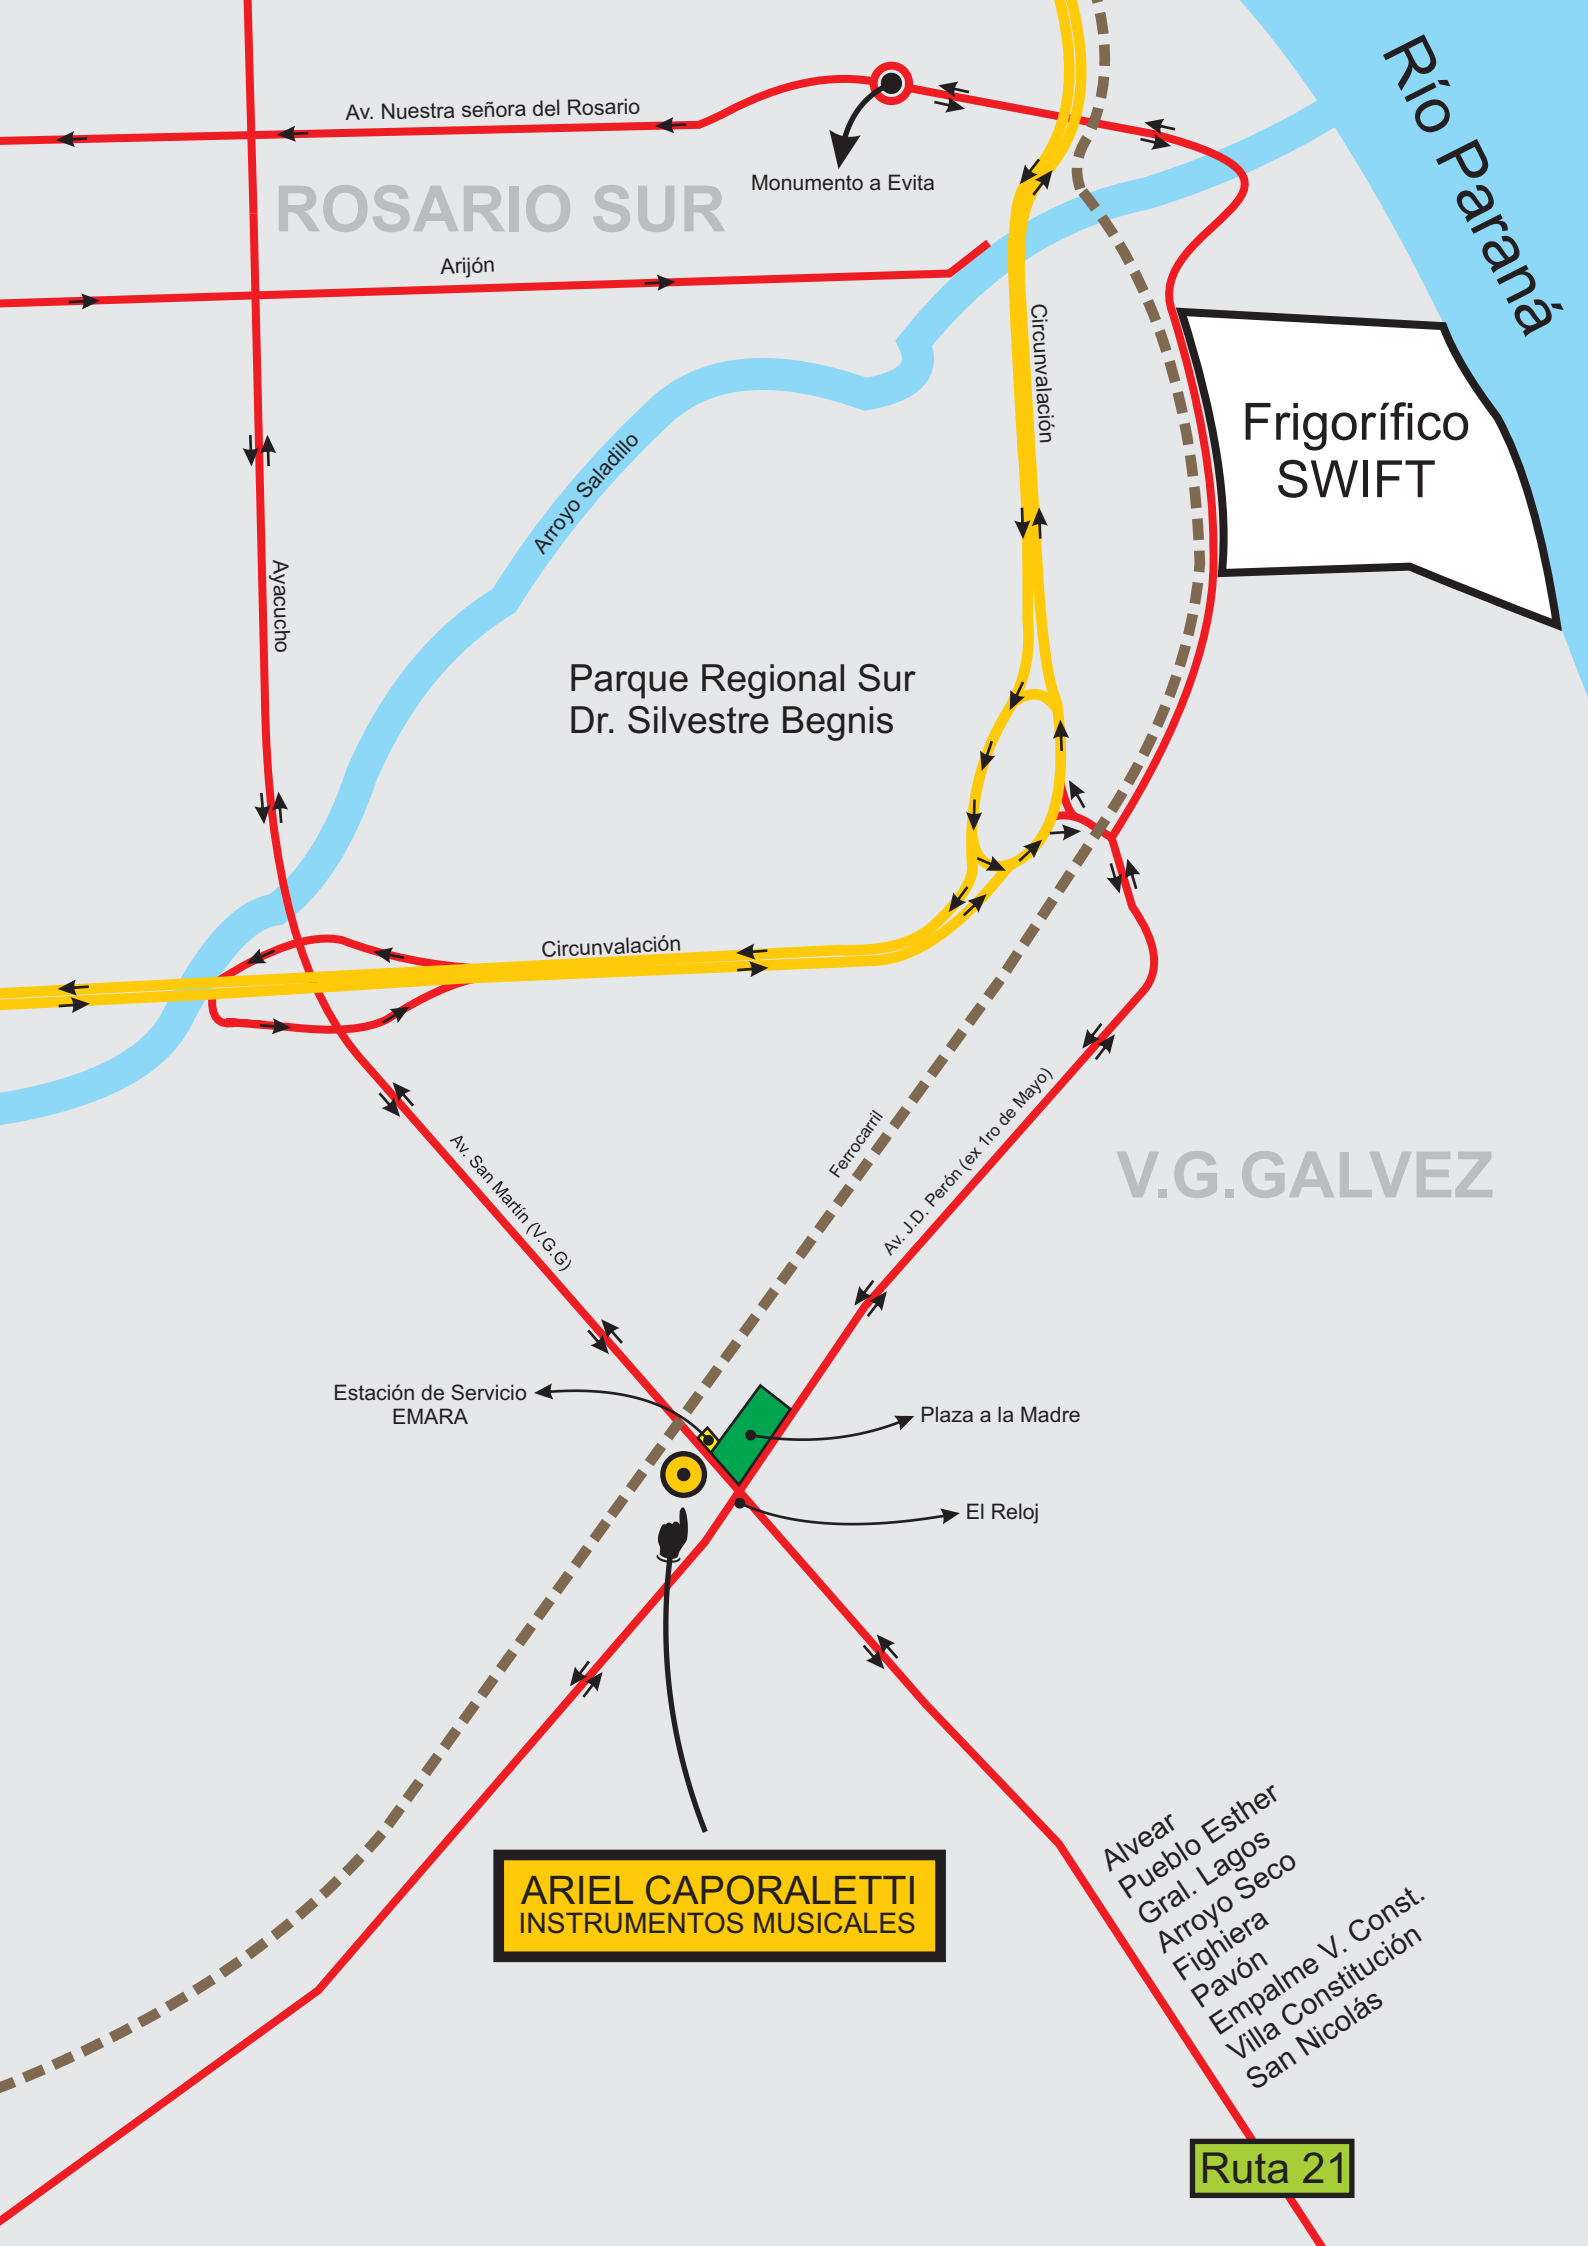 Río Paraná
Av. Nuestra señora del Rosario
Monumento a Evita
ROSARIO SUR
Arijón
Circunvalación
Frigorífico
SWIFT
Arroyo Saladillo
Ayacucho
Parque Regional Sur
Dr. Silvestre Begnis
Circunvalación
Av. San Martín (V.G.G)
Ferrocarril
Av. J.D. Perón (ex 1ro de Mayo)
V.G.GALVEZ
Estación de Servicio
EMARA
Plaza a la Madre
El Reloj
ARIEL CAPORALETTI
INSTRUMENTOS MUSICALES
Alvear
Pueblo Esther
Gral. Lagos
Arroyo Seco
Fighiera
Pavón
Empalme V. Const.
Villa Constitución
San Nicolás
Ruta 21